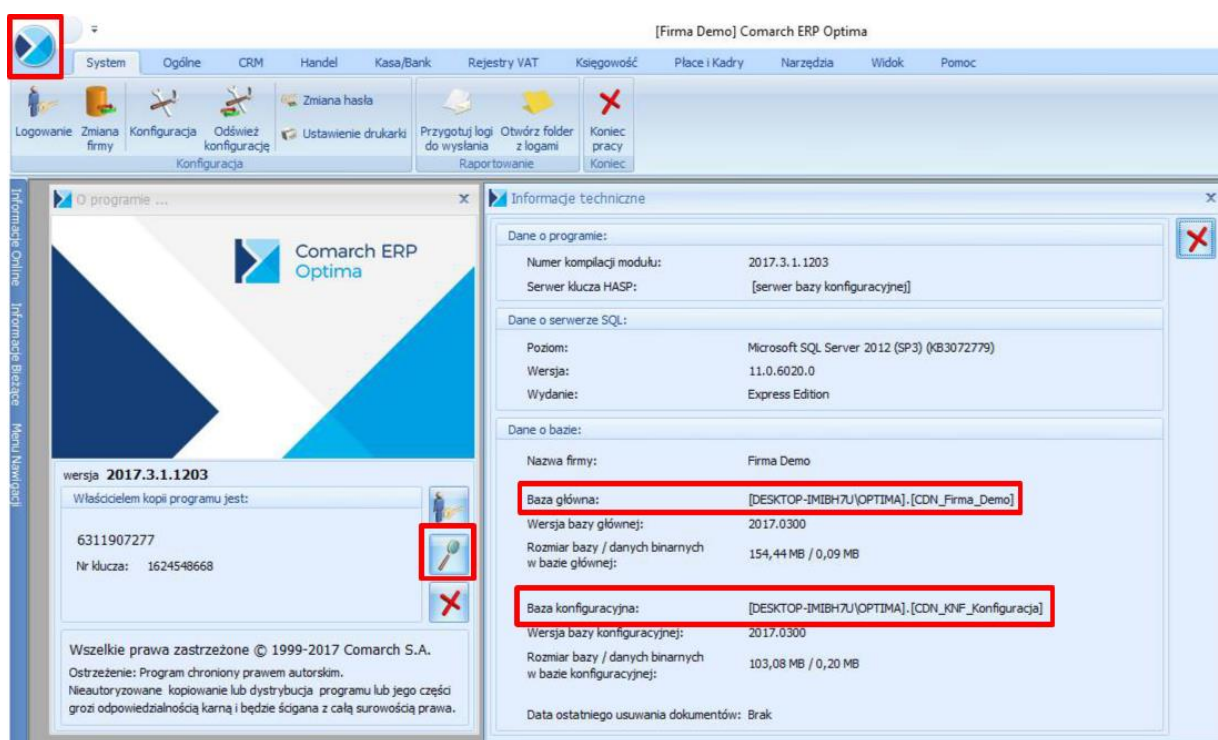 [Firma Demo] Comarch ERP Optima
System Ogólne CRM Handel Kasa/Bank Rejestry VAT Księgowość Płace i Kadry Narzędzia Widok Pomoc
Logowanie
Zmiana firmy
Konfiguracja
Odśwież konfigurację
Zmiana hasła
Ustawienie drukarki
Konfiguracja
Przygotuj logi do wysłania
Otwórz folder z logami
Raportowanie
Koniec pracy
Koniec
Informacje Online
Informacje Bieżące
Menu Nawigacji
O programie ...
Comarch ERP
Optima
wersja 2017.3.1.1203
Właścicielem kopii programu jest:
6311907277
Nr klucza: 1624548668
Wszelkie prawa zastrzeżone © 1999-2017 Comarch S.A.
Ostrzeżenie: Program chroniony prawem autorskim.
Nieautoryzowane kopiowanie lub dystrybucja programu lub jego części
grozi odpowiedzialnością karną i będzie ścigana z całą surowością prawa.
Informacje techniczne
Dane o programie:
Numer kompilacji modułu: 2017.3.1.1203
Serwer klucza HASP: [serwer bazy konfiguracyjnej]
Dane o serwerze SQL:
Poziom: Microsoft SQL Server 2012 (SP3) (KB3072779)
Wersja: 11.0.6020.0
Wydanie: Express Edition
Dane o bazie:
Nazwa firmy: Firma Demo
Baza główna: [DESKTOP-IMIBH7U\OPTIMA].[CDN_Firma_Demo]
Wersja bazy głównej: 2017.0300
Rozmiar bazy / danych binarnych
w bazie głównej: 154,44 MB / 0,09 MB
Baza konfiguracyjna: [DESKTOP-IMIBH7U\OPTIMA].[CDN_KNF_Konfiguracja]
Wersja bazy konfiguracyjnej: 2017.0300
Rozmiar bazy / danych binarnych
w bazie konfiguracyjnej: 103,08 MB / 0,20 MB
Data ostatniego usuwania dokumentów: Brak